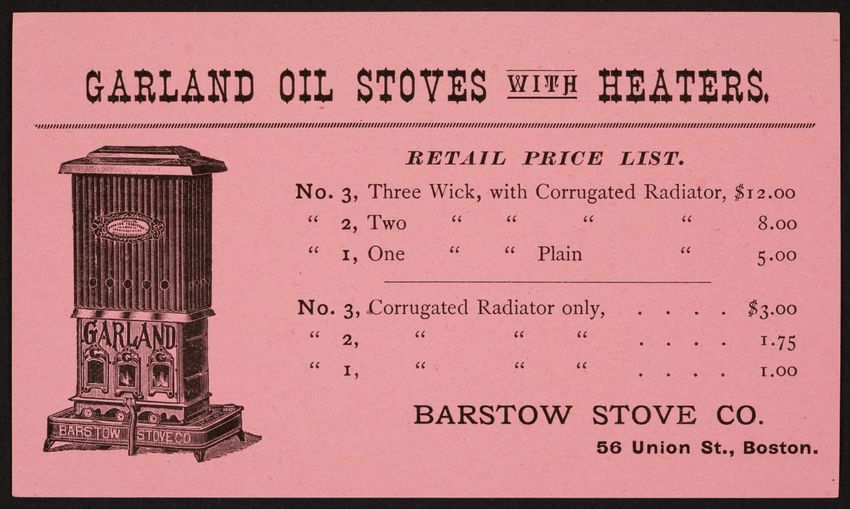 GARLAND OIL STOVES WITH HEATERS.
RETAIL PRICE LIST.
No. 3, Three Wick, with Corrugated Radiator, $12.00
“ 2, Two “ “ “ “ 8.00
“ 1, One “ “ Plain “ 5.00
No. 3, Corrugated Radiator only, . . . . $3.00
“ 2, “ “ “ . . . . 1.75
“ 1, “ “ “ . . . . 1.00
BARSTOW STOVE CO.
56 Union St., Boston.
GARLAND
BARSTOW STOVE CO